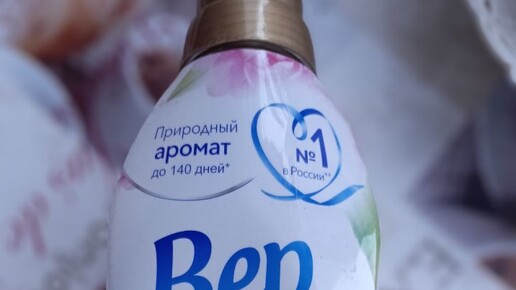 Природный
аромат
до 140 дней*
№1
в России**
Вер